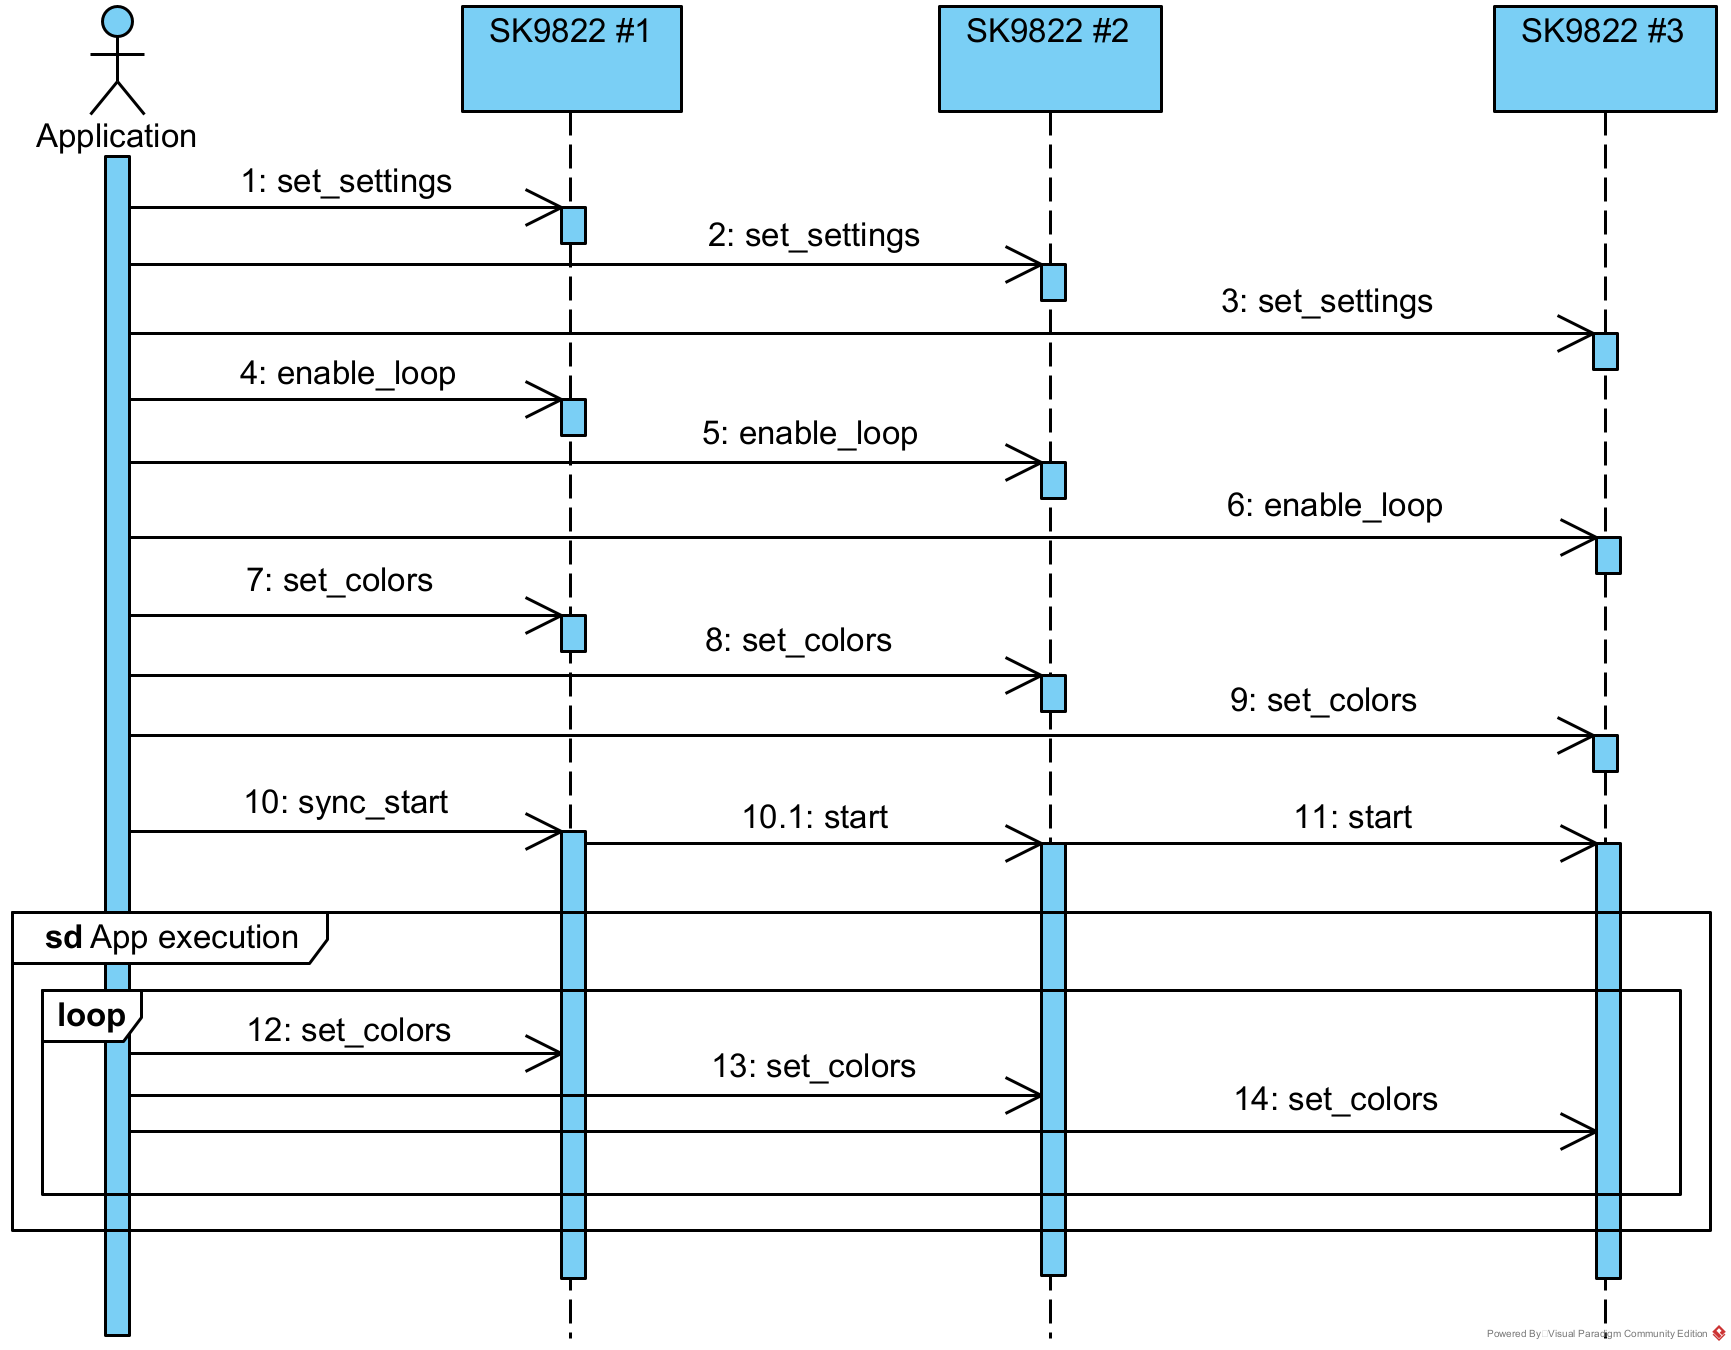 SK9822 #1
SK9822 #2
SK9822 #3
Application
1: set_settings
2: set_settings
3: set_settings
4: enable_loop
5: enable_loop
6: enable_loop
7: set_colors
8: set_colors
9: set_colors
10: sync_start
10.1: start
11: start
sd App execution
loop
12: set_colors
13: set_colors
14: set_colors
Powered By Visual Paradigm Community Edition